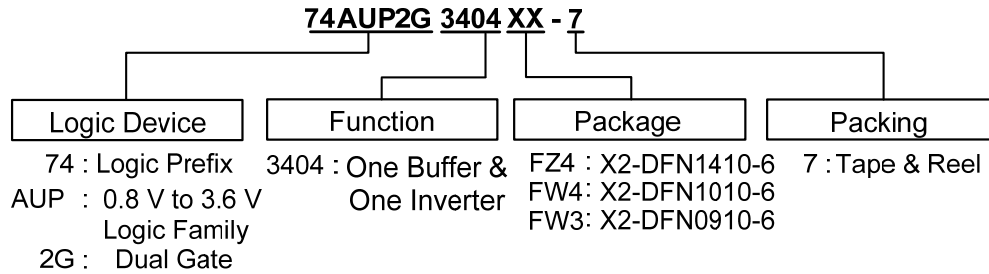 74AUP2G 3404 XX - 7
Logic Device
74 : Logic Prefix
AUP : 0.8 V to 3.6 V
Logic Family
2G : Dual Gate
Function
3404 : One Buffer &
One Inverter
Package
FZ4 : X2-DFN1410-6
FW4: X2-DFN1010-6
FW3: X2-DFN0910-6
Packing
7 : Tape & Reel